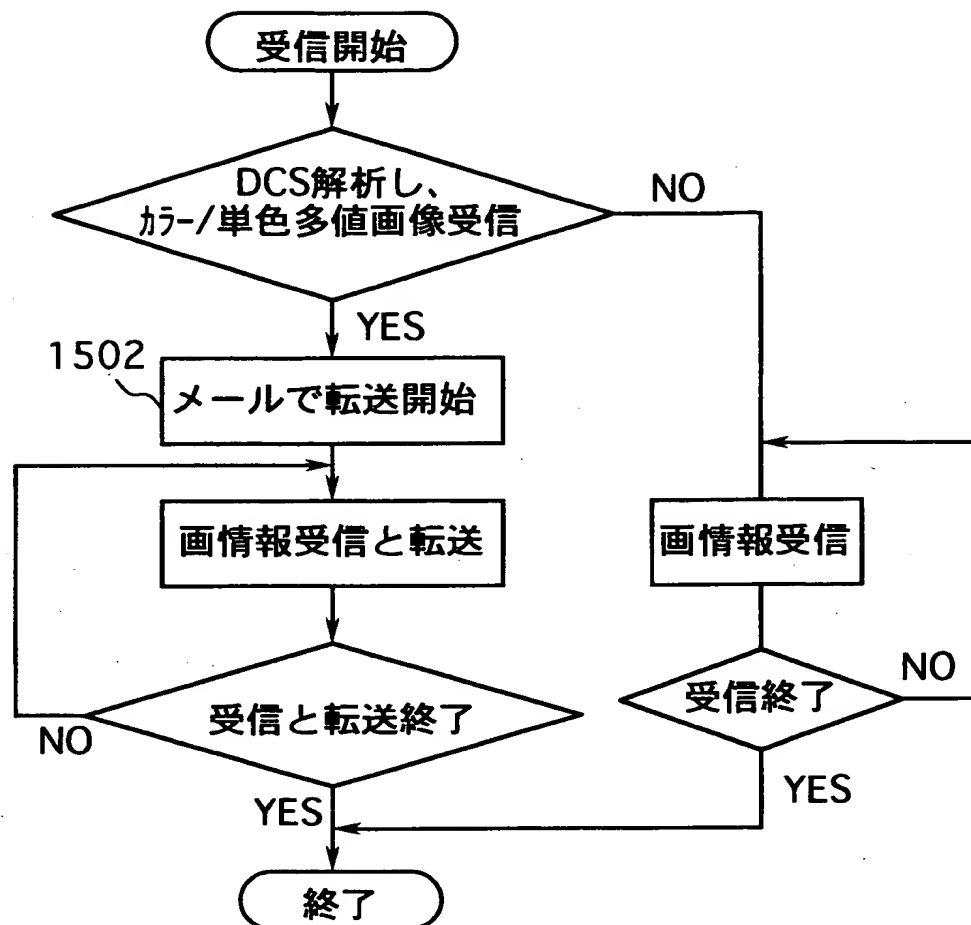 受信開始
DCS解析し、
カラー/単色多値画像受信
NO
YES
1502
メールで転送開始
画情報受信と転送
画情報受信
受信終了
NO
受信と転送終了
NO
YES
YES
終了